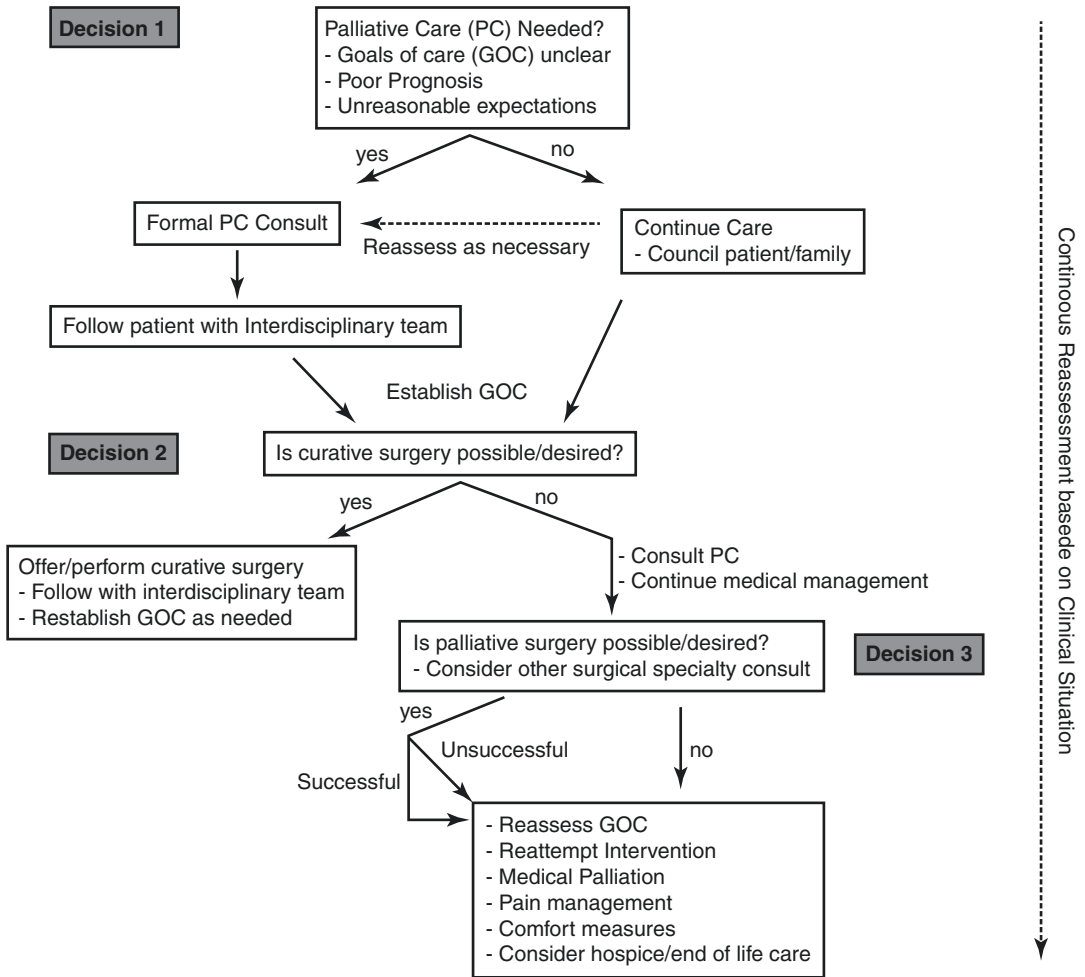 Decision 1
Palliative Care (PC) Needed?
- Goals of care (GOC) unclear
- Poor Prognosis
- Unreasonable expectations
yes
no
Formal PC Consult
Reassess as necessary
Continue Care
- Council patient/family
Follow patient with Interdisciplinary team
Establish GOC
Decision 2
Is curative surgery possible/desired?
yes
no
Offer/perform curative surgery
- Follow with interdisciplinary team
- Restablish GOC as needed
- Consult PC
- Continue medical management
Is palliative surgery possible/desired?
- Consider other surgical specialty consult
Decision 3
yes
Unsuccessful
Successful
no
- Reassess GOC
- Reattempt Intervention
- Medical Palliation
- Pain management
- Comfort measures
- Consider hospice/end of life care
Continoous Reassessment basede on Clinical Situation